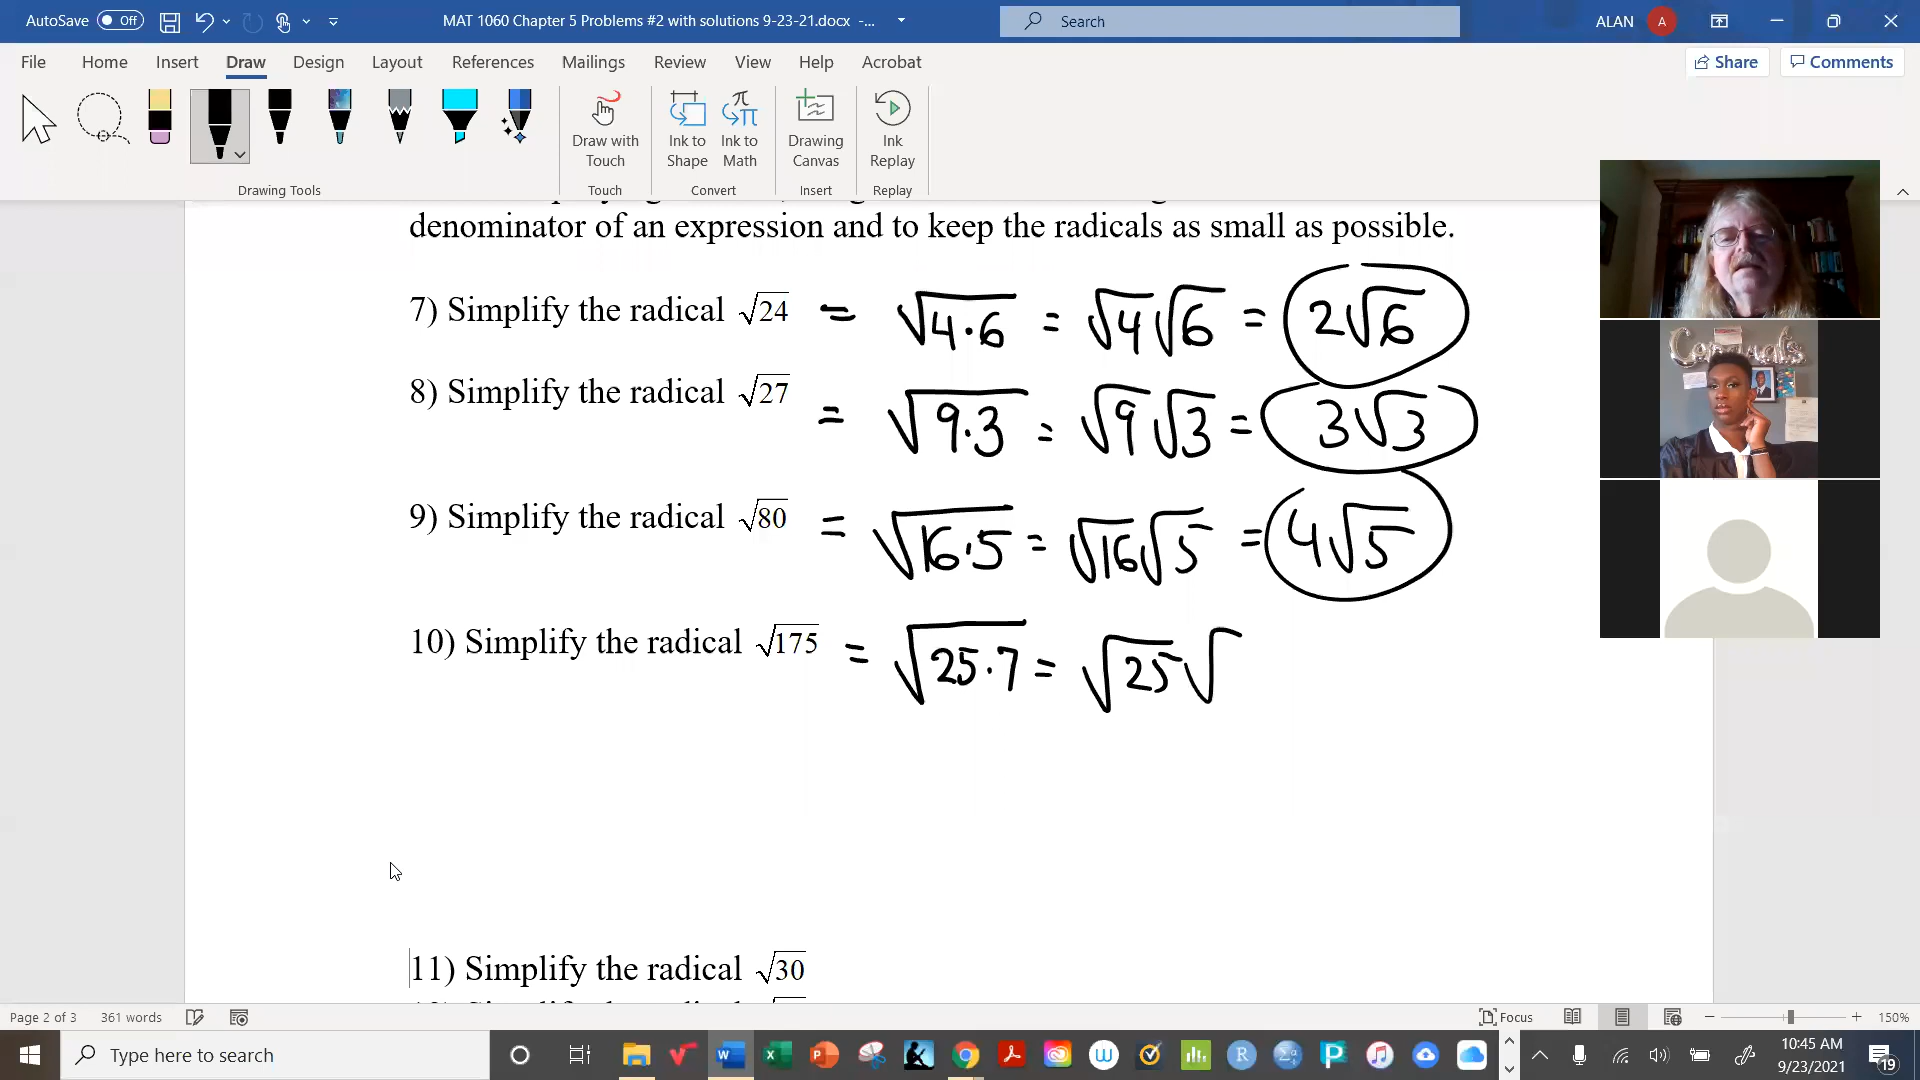 AutoSave Off MAT 1060 Chapter 5 Problems #2 with solutions 9-23-21.docx -... Search ALAN A
File Home Insert Draw Design Layout References Mailings Review View Help Acrobat Share Comments
Draw with Touch
Ink to Shape
Ink to Math
Drawing Canvas
Ink Replay
Drawing Tools Touch Convert Insert Replay
denominator of an expression and to keep the radicals as small as possible.
7) Simplify the radical √24 = √4·6 = √4√6 = 2√6
8) Simplify the radical √27 = √9·3 = √9√3 = 3√3
9) Simplify the radical √80 = √16·5 = √16√5 = 4√5
10) Simplify the radical √175 = √25·7 = √25√
11) Simplify the radical √30
Page 2 of 3 361 words Focus 150%
Type here to search
10:45 AM
9/23/2021
19